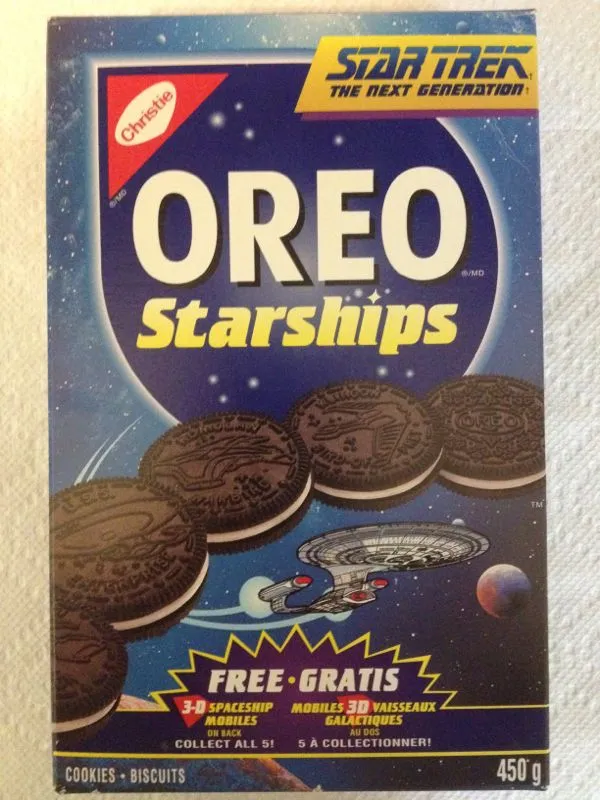 STAR TREK
THE NEXT GENERATION
Christie
®/MD
OREO
®/MD
Starships
OREO
TM
FREE • GRATIS
3-D SPACESHIP MOBILES 3D VAISSEAUX
MOBILES GALACTIQUES
ON BACK AU DOS
COLLECT ALL 5! 5 À COLLECTIONNER!
COOKIES • BISCUITS 450 g